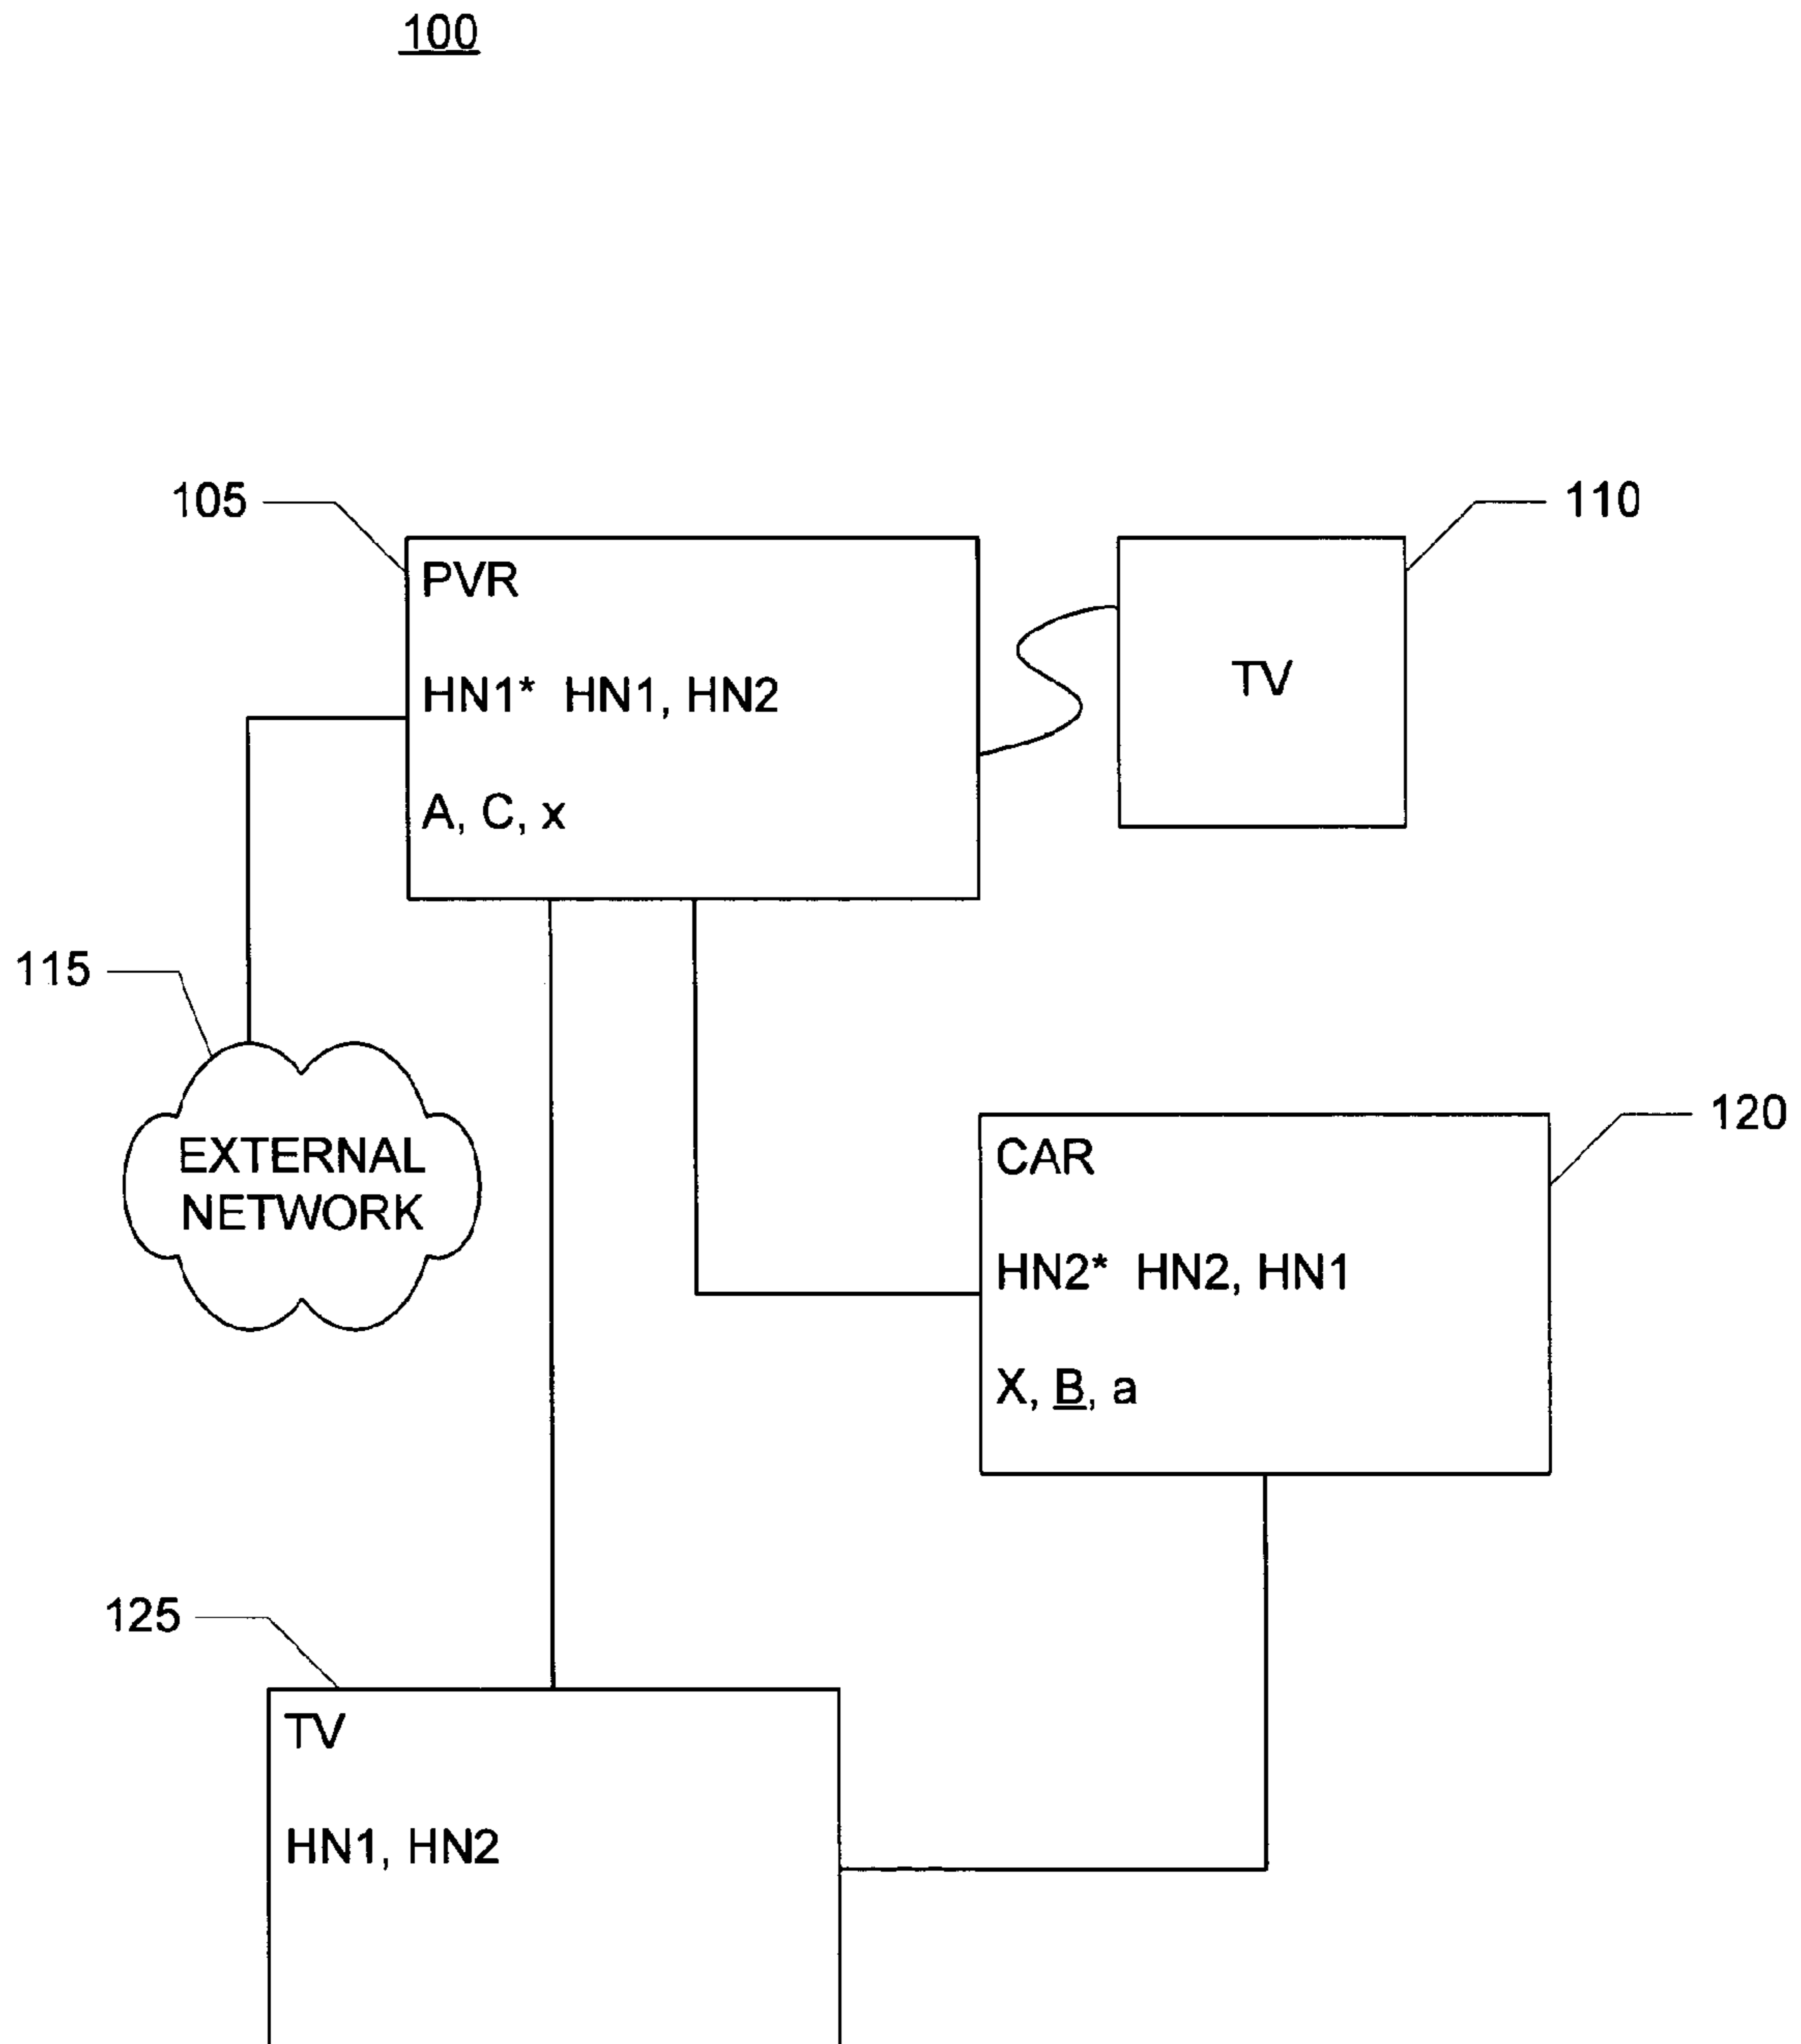 100
105
110
PVR
HN1* HN1, HN2
A, C, x
TV
115
EXTERNAL
NETWORK
120
CAR
HN2* HN2, HN1
X, B, a
125
TV
HN1, HN2